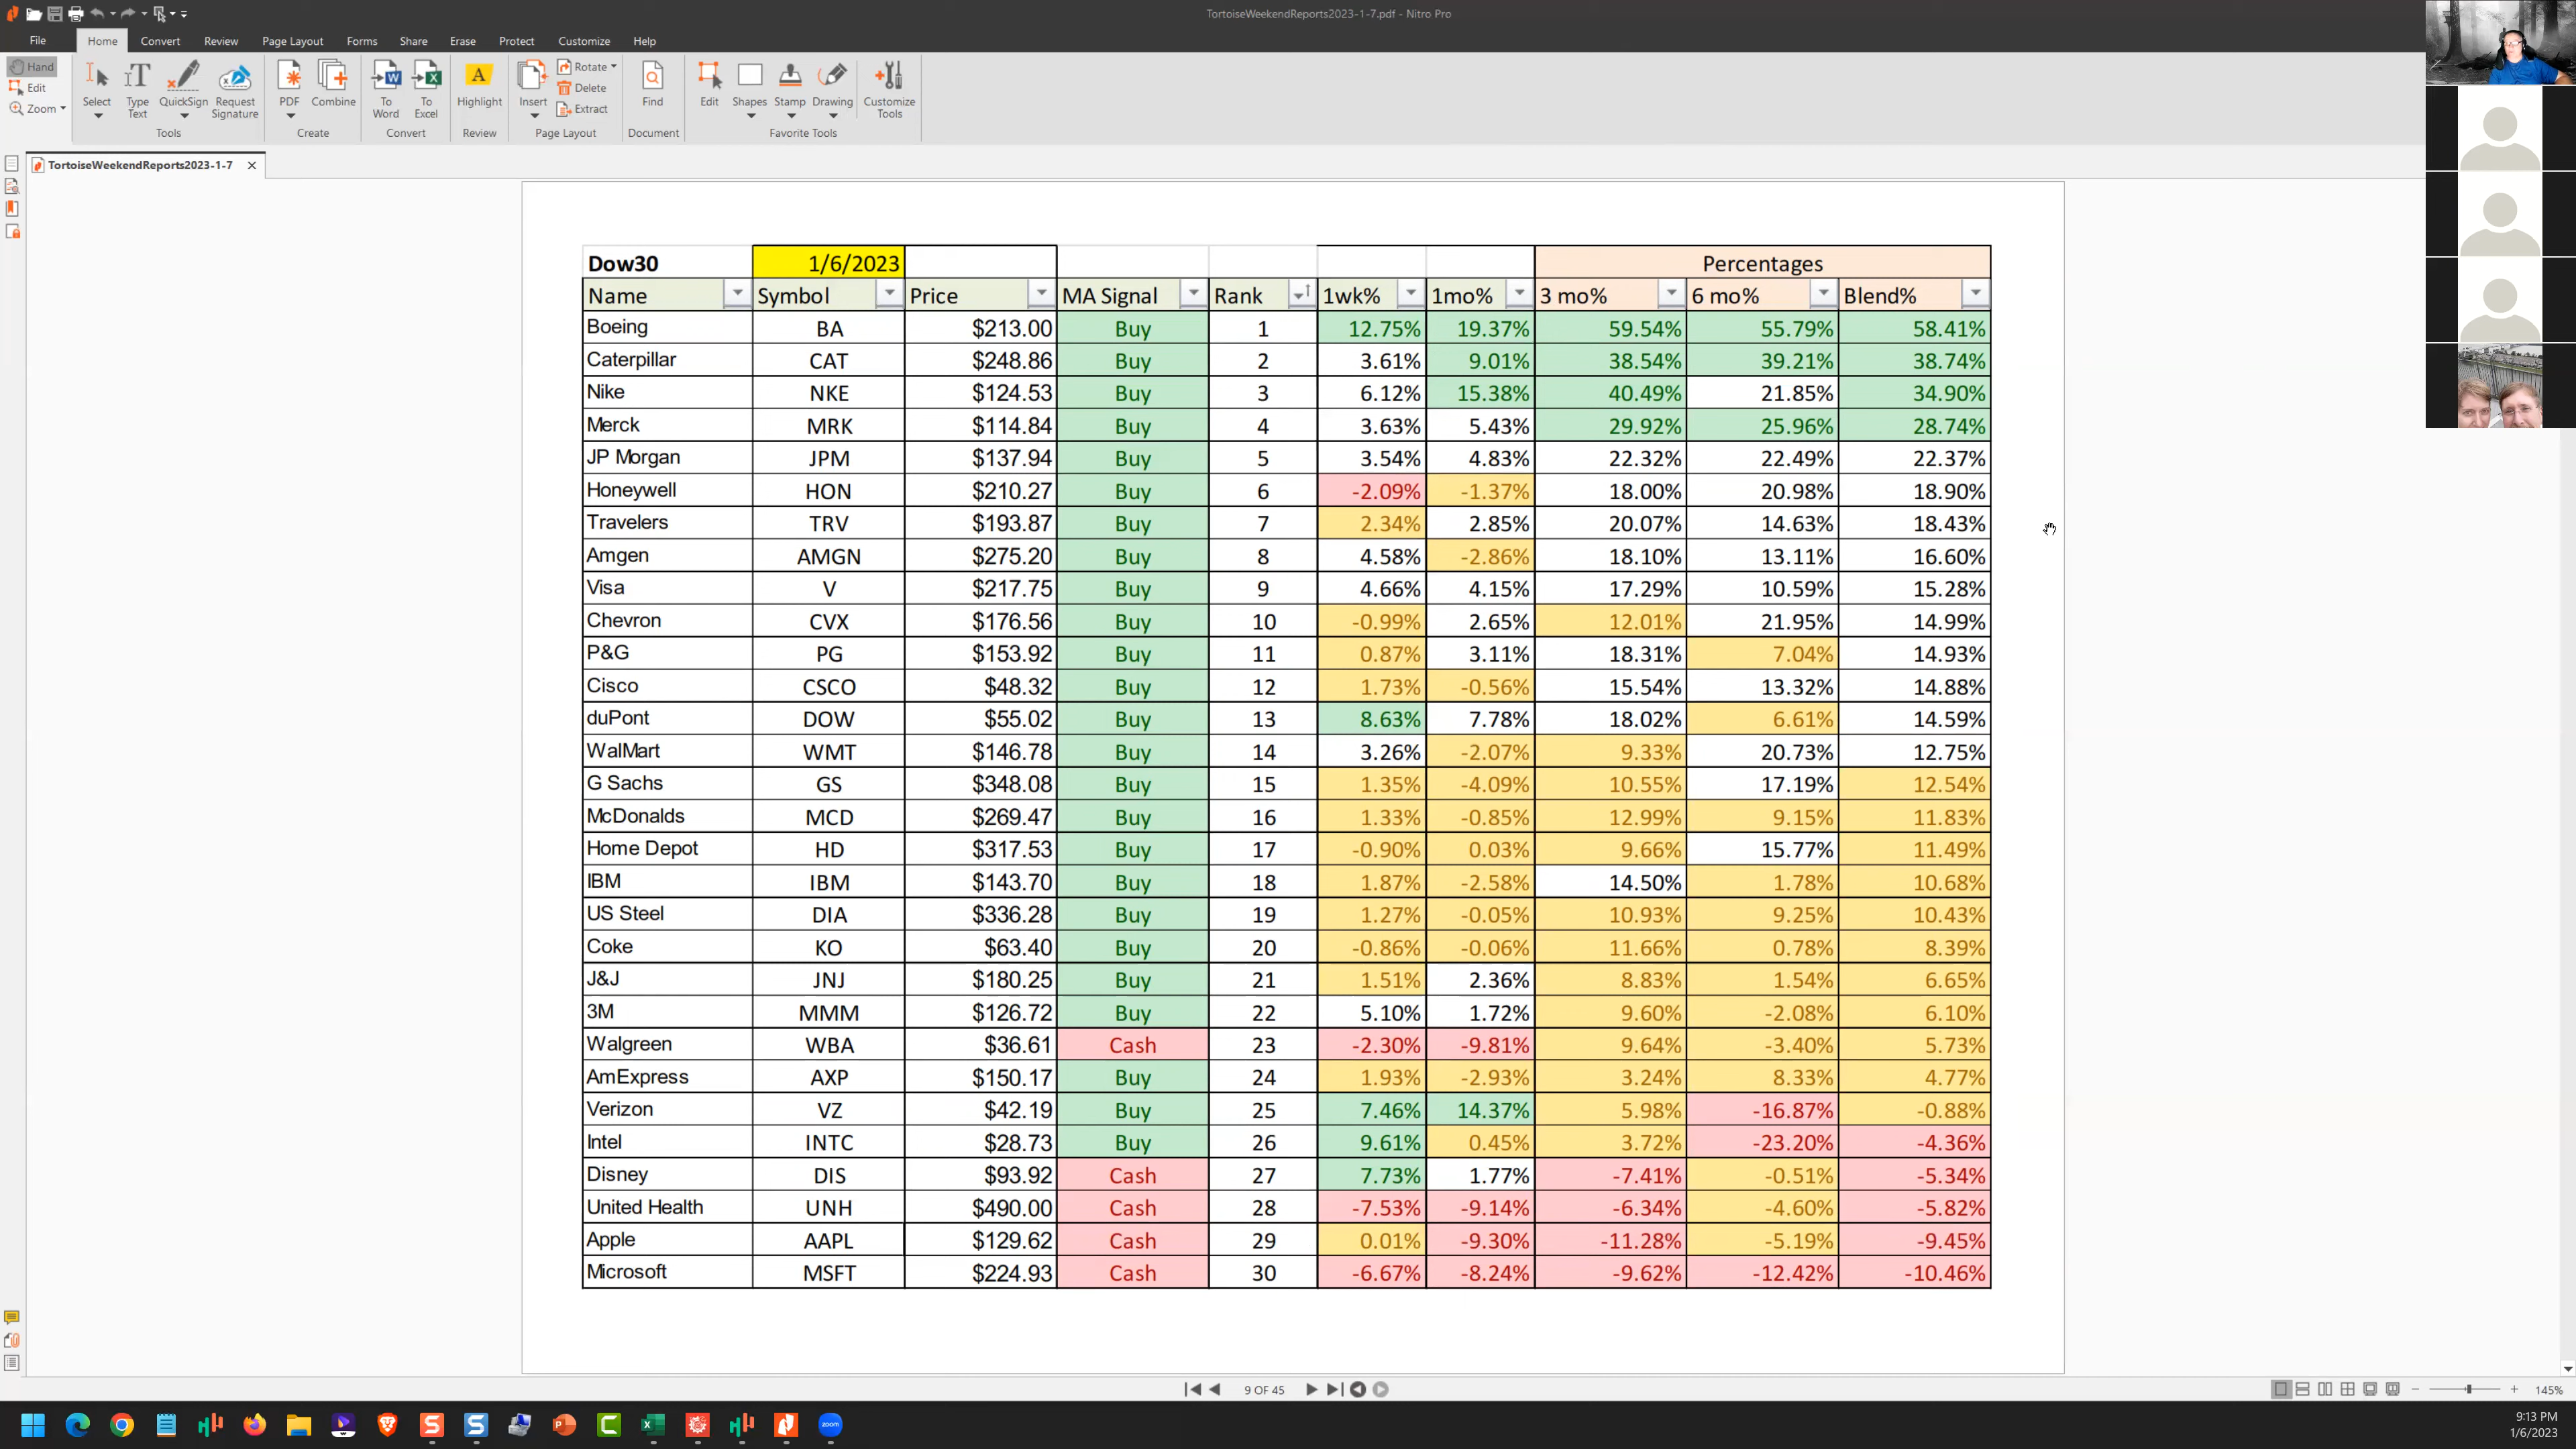 TortoiseWeekendReports2023-1-7.pdf - Nitro Pro
File Home Convert Review Page Layout Forms Share Erase Protect Customize Help
Hand
Edit
Zoom
Select
Type Text
QuickSign
Request Signature
Tools
PDF
Combine
Create
To Word
To Excel
Convert
Highlight
Review
Insert
Rotate
Delete
Extract
Page Layout
Find
Document
Edit
Shapes
Stamp
Drawing
Customize Tools
Favorite Tools
TortoiseWeekendReports2023-1-7
Dow30 1/6/2023 Percentages
Name Symbol Price MA Signal Rank 1wk% 1mo% 3 mo% 6 mo% Blend%
Boeing BA $213.00 Buy 1 12.75% 19.37% 59.54% 55.79% 58.41%
Caterpillar CAT $248.86 Buy 2 3.61% 9.01% 38.54% 39.21% 38.74%
Nike NKE $124.53 Buy 3 6.12% 15.38% 40.49% 21.85% 34.90%
Merck MRK $114.84 Buy 4 3.63% 5.43% 29.92% 25.96% 28.74%
JP Morgan JPM $137.94 Buy 5 3.54% 4.83% 22.32% 22.49% 22.37%
Honeywell HON $210.27 Buy 6 -2.09% -1.37% 18.00% 20.98% 18.90%
Travelers TRV $193.87 Buy 7 2.34% 2.85% 20.07% 14.63% 18.43%
Amgen AMGN $275.20 Buy 8 4.58% -2.86% 18.10% 13.11% 16.60%
Visa V $217.75 Buy 9 4.66% 4.15% 17.29% 10.59% 15.28%
Chevron CVX $176.56 Buy 10 -0.99% 2.65% 12.01% 21.95% 14.99%
P&G PG $153.92 Buy 11 0.87% 3.11% 18.31% 7.04% 14.93%
Cisco CSCO $48.32 Buy 12 1.73% -0.56% 15.54% 13.32% 14.88%
duPont DOW $55.02 Buy 13 8.63% 7.78% 18.02% 6.61% 14.59%
WalMart WMT $146.78 Buy 14 3.26% -2.07% 9.33% 20.73% 12.75%
G Sachs GS $348.08 Buy 15 1.35% -4.09% 10.55% 17.19% 12.54%
McDonalds MCD $269.47 Buy 16 1.33% -0.85% 12.99% 9.15% 11.83%
Home Depot HD $317.53 Buy 17 -0.90% 0.03% 9.66% 15.77% 11.49%
IBM IBM $143.70 Buy 18 1.87% -2.58% 14.50% 1.78% 10.68%
US Steel DIA $336.28 Buy 19 1.27% -0.05% 10.93% 9.25% 10.43%
Coke KO $63.40 Buy 20 -0.86% -0.06% 11.66% 0.78% 8.39%
J&J JNJ $180.25 Buy 21 1.51% 2.36% 8.83% 1.54% 6.65%
3M MMM $126.72 Buy 22 5.10% 1.72% 9.60% -2.08% 6.10%
Walgreen WBA $36.61 Cash 23 -2.30% -9.81% 9.64% -3.40% 5.73%
AmExpress AXP $150.17 Buy 24 1.93% -2.93% 3.24% 8.33% 4.77%
Verizon VZ $42.19 Buy 25 7.46% 14.37% 5.98% -16.87% -0.88%
Intel INTC $28.73 Buy 26 9.61% 0.45% 3.72% -23.20% -4.36%
Disney DIS $93.92 Cash 27 7.73% 1.77% -7.41% -0.51% -5.34%
United Health UNH $490.00 Cash 28 -7.53% -9.14% -6.34% -4.60% -5.82%
Apple AAPL $129.62 Cash 29 0.01% -9.30% -11.28% -5.19% -9.45%
Microsoft MSFT $224.93 Cash 30 -6.67% -8.24% -9.62% -12.42% -10.46%
9 OF 45
145%
zoom
9:13 PM
1/6/2023